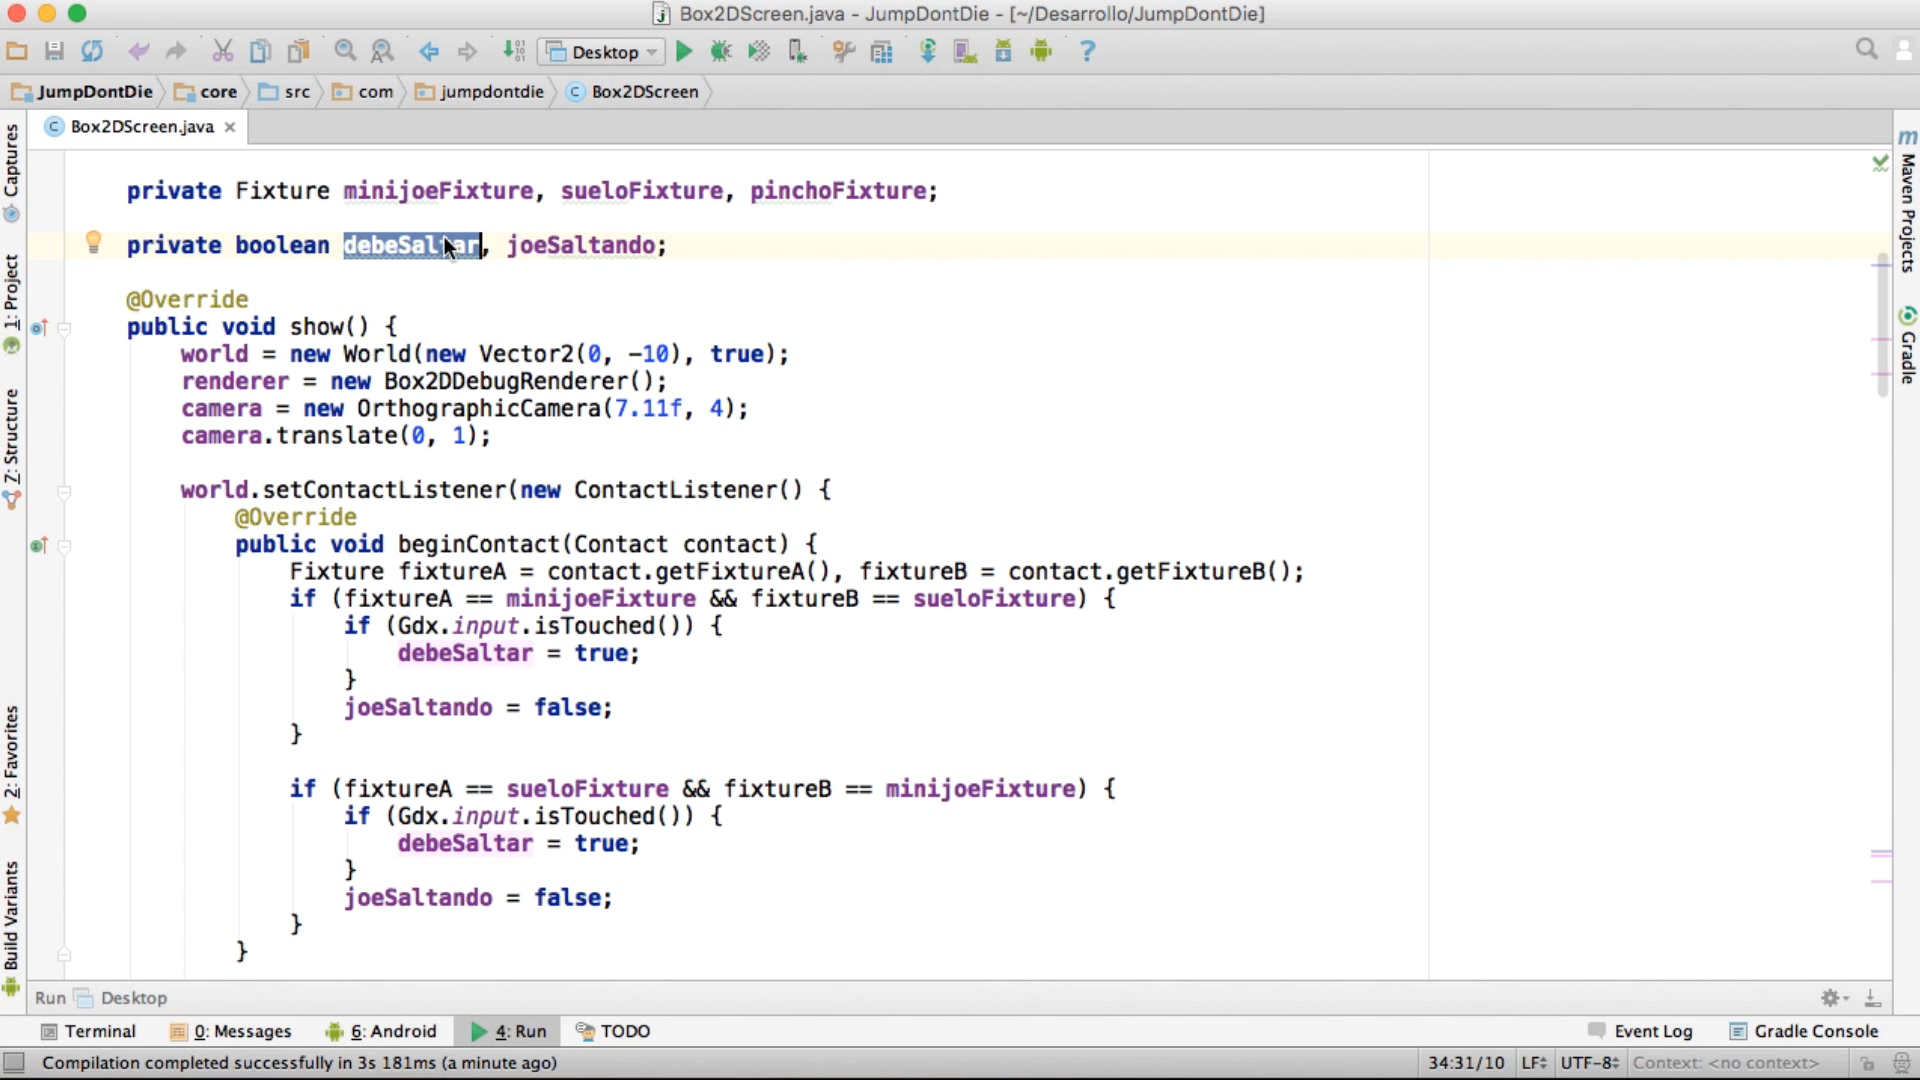 Box2DScreen.java - JumpDontDie - [~/Desarrollo/JumpDontDie]
Desktop
?
JumpDontDie core src com jumpdontdie C Box2DScreen
C Box2DScreen.java
Captures
1: Project
7: Structure
2: Favorites
Build Variants
m Maven Projects
Gradle
private Fixture minijoeFixture, sueloFixture, pinchoFixture;
private boolean debeSaltar, joeSaltando;
@Override
public void show() {
world = new World(new Vector2(0, -10), true);
renderer = new Box2DDebugRenderer();
camera = new OrthographicCamera(7.11f, 4);
camera.translate(0, 1);
world.setContactListener(new ContactListener() {
@Override
public void beginContact(Contact contact) {
Fixture fixtureA = contact.getFixtureA(), fixtureB = contact.getFixtureB();
if (fixtureA == minijoeFixture && fixtureB == sueloFixture) {
if (Gdx.input.isTouched()) {
debeSaltar = true;
}
joeSaltando = false;
}
if (fixtureA == sueloFixture && fixtureB == minijoeFixture) {
if (Gdx.input.isTouched()) {
debeSaltar = true;
}
joeSaltando = false;
}
}
Run Desktop
Terminal 0: Messages 6: Android 4: Run TODO Event Log Gradle Console
Compilation completed successfully in 3s 181ms (a minute ago) 34:31/10 LF UTF-8 Context: <no context>